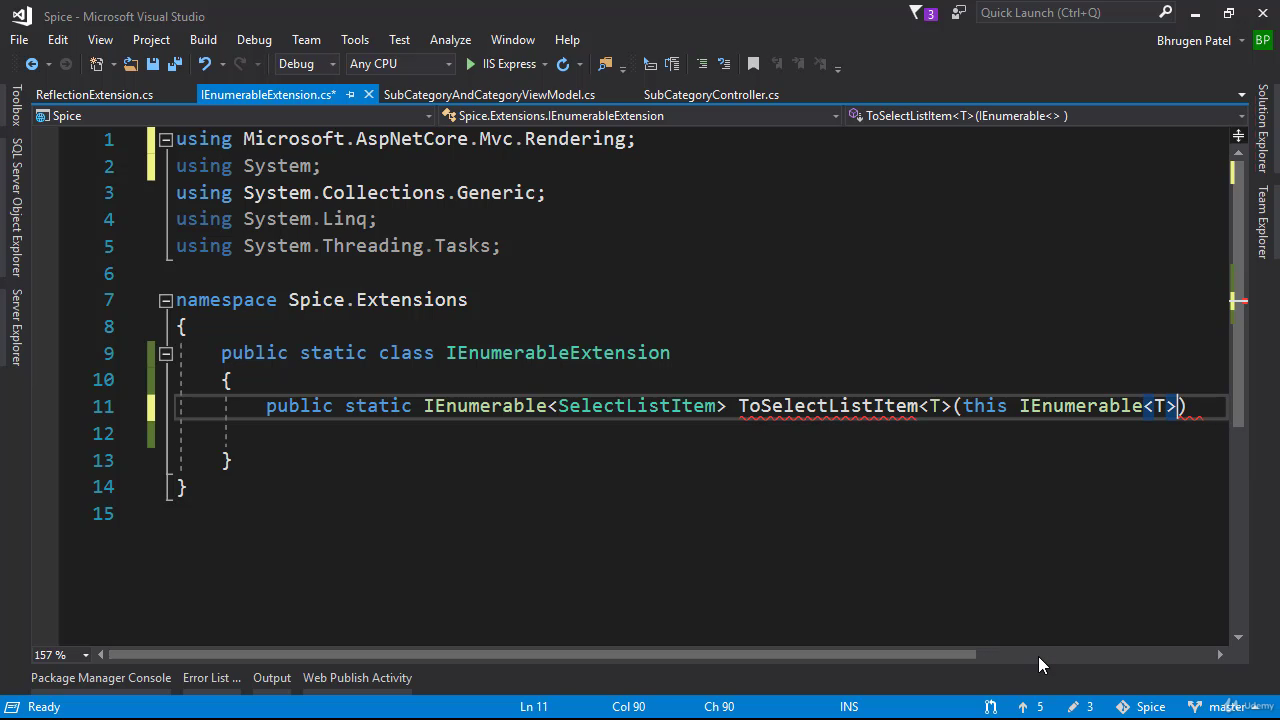 Spice - Microsoft Visual Studio
3
Quick Launch (Ctrl+Q)
File Edit View Project Build Debug Team Tools Test Analyze Window Help
Bhrugen Patel BP
Debug Any CPU IIS Express
ReflectionExtension.cs IEnumerableExtension.cs* SubCategoryAndCategoryViewModel.cs SubCategoryController.cs
Spice Spice.Extensions.IEnumerableExtension ToSelectListItem<T>(IEnumerable<> )
Toolbox
SQL Server Object Explorer
Server Explorer
Solution Explorer
Team Explorer
1 using Microsoft.AspNetCore.Mvc.Rendering;
2 using System;
3 using System.Collections.Generic;
4 using System.Linq;
5 using System.Threading.Tasks;
6
7 namespace Spice.Extensions
8 {
9 public static class IEnumerableExtension
10 {
11 public static IEnumerable<SelectListItem> ToSelectListItem<T>(this IEnumerable<T>)
12
13 }
14 }
15
157 %
Package Manager Console Error List ... Output Web Publish Activity
Ready Ln 11 Col 90 Ch 90 INS 5 3 Spice master
Udemy